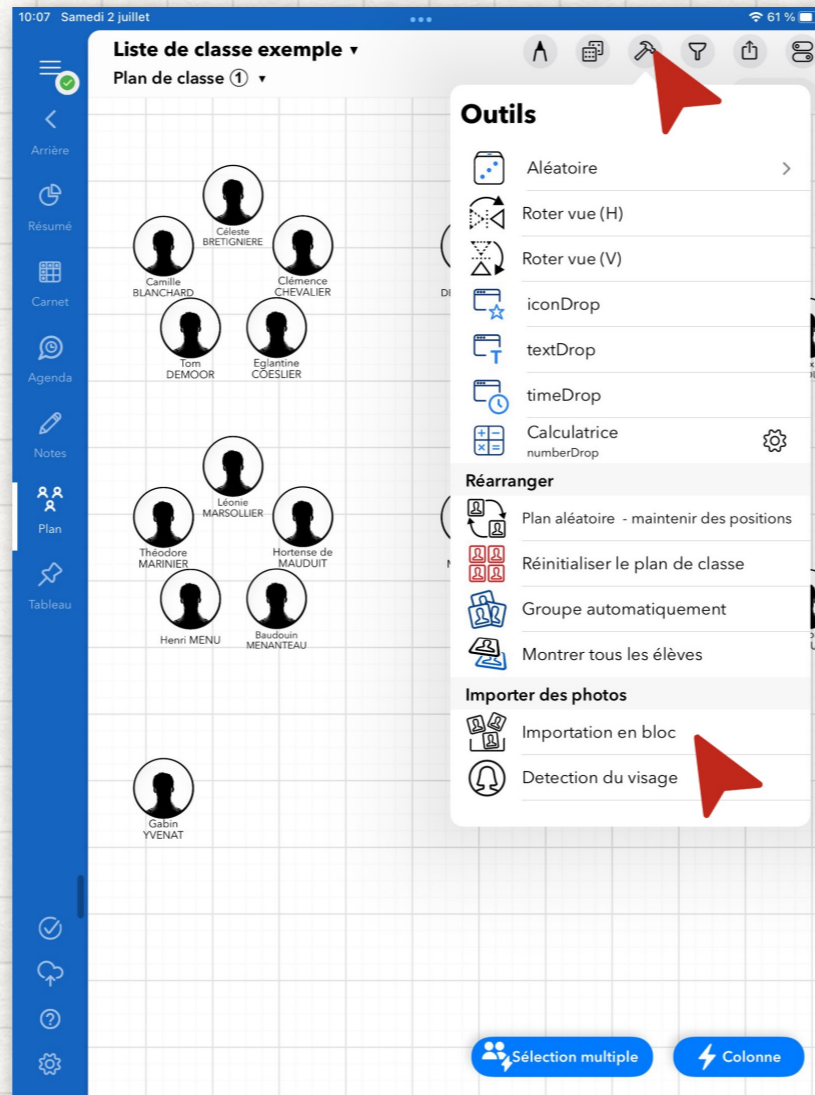 10:07 Samedi 2 juillet
61 %
Liste de classe exemple
Plan de classe 1
Arrière
Résumé
Carnet
Agenda
Notes
Plan
Tableau
Céleste
BRETIGNIERE
Camille
BLANCHARD
Clémence
CHEVALIER
Tom
DEMOOR
Eglantine
COESLIER
Léonie
MARSOLLIER
Théodore
MARINIER
Hortense de
MAUDUIT
Henri MENU
Baudouin
MENANTEAU
Gabin
YVENAT
Outils
Aléatoire
Roter vue (H)
Roter vue (V)
iconDrop
textDrop
timeDrop
Calculatrice
numberDrop
Réarranger
Plan aléatoire - maintenir des positions
Réinitialiser le plan de classe
Groupe automatiquement
Montrer tous les élèves
Importer des photos
Importation en bloc
Detection du visage
Sélection multiple
Colonne